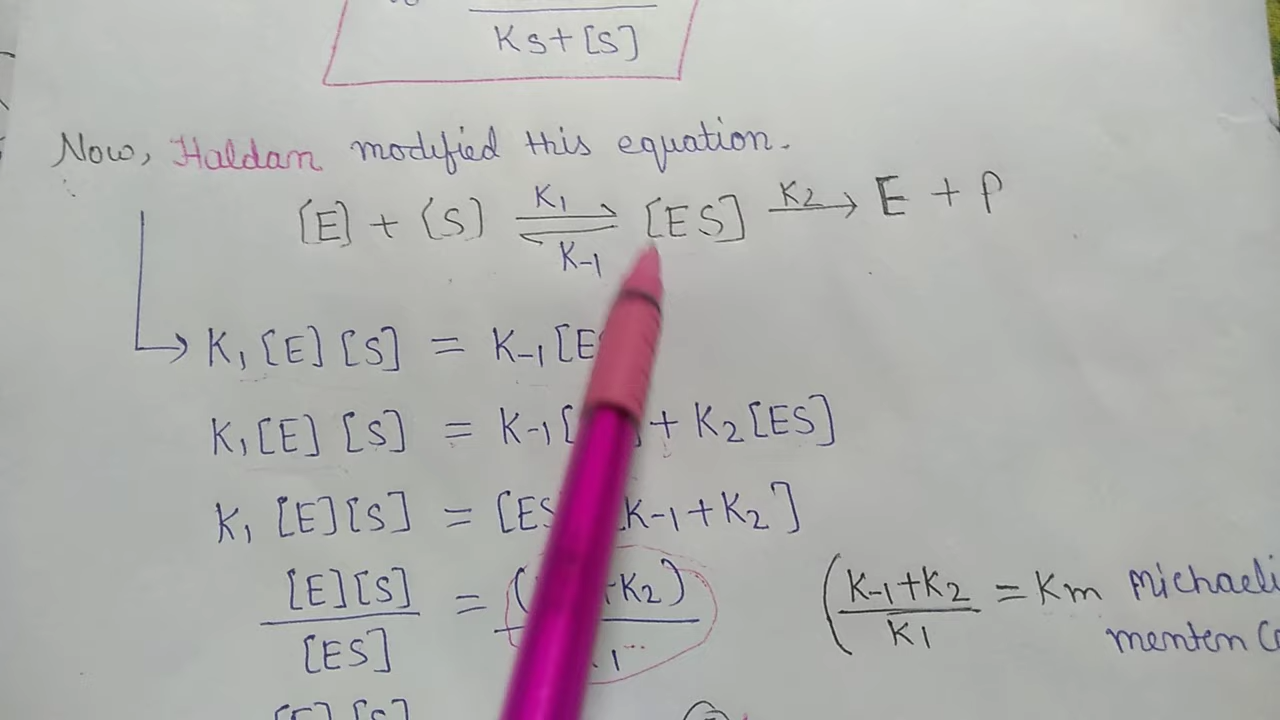 Ks+[S]
Now, Haldan modified this equation.
[E] + [S] ⇌ [ES] → E + P
K1 K2
K-1
K1[E][S] = K-1[E
K1[E][S] = K-1[ ] + K2[ES]
K1[E][S] = [ES K-1+K2]
[E][S] = ( +K2) (K-1+K2 = Km Michaeli
[ES] K1 menten
[E][S]